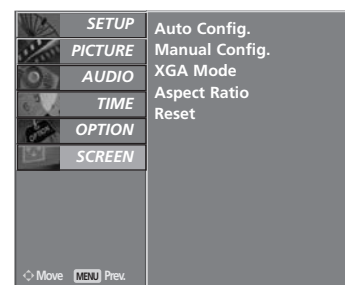 SETUP
PICTURE
AUDIO
TIME
OPTION
SCREEN
Auto Config.
Manual Config.
XGA Mode
Aspect Ratio
Reset
Move MENU Prev.